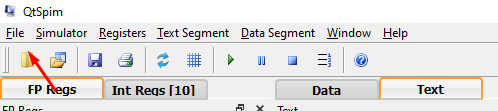 QtSpim
File Simulator Registers Text Segment Data Segment Window Help
FP Regs Int Regs [10] Data Text
FP Regs Text